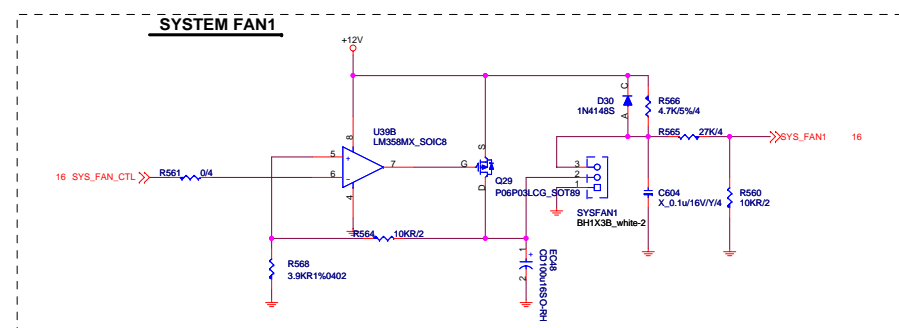 SYSTEM FAN1
+12V
C
D30
1N4148S
A
R566
4.7K/5%/4
U39B
LM358MX_SOIC8
8
5
+
7
6
-
4
R565
27K/4
SYS_FAN1 16
16 SYS_FAN_CTL
R561
0/4
S
G
D
Q29
P06P03LCG_SOT89
3
2
1
SYSFAN1
BH1X3B_white-2
C604
X_0.1u/16V/Y/4
R560
10KR/2
R564
10KR/2
R568
3.9KR1%0402
1
+
2
EC48
CD100u16SO-RH